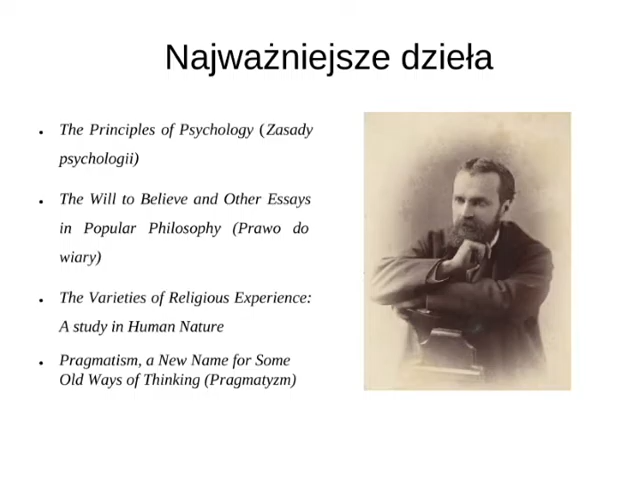 Najważniejsze dzieła
• The Principles of Psychology (Zasady
psychologii)
• The Will to Believe and Other Essays
in Popular Philosophy (Prawo do
wiary)
• The Varieties of Religious Experience:
A study in Human Nature
• Pragmatism, a New Name for Some
Old Ways of Thinking (Pragmatyzm)